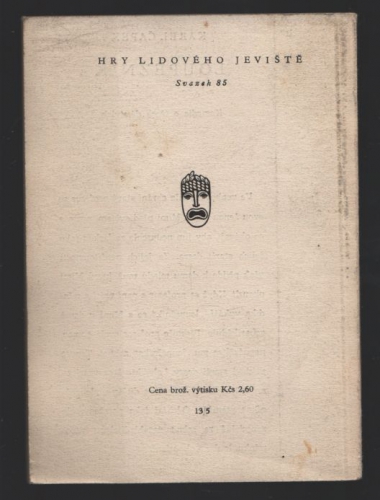 HRY LIDOVÉHO JEVIŠTĚ
Svazek 85
Cena brož. výtisku Kčs 2,60
13/5